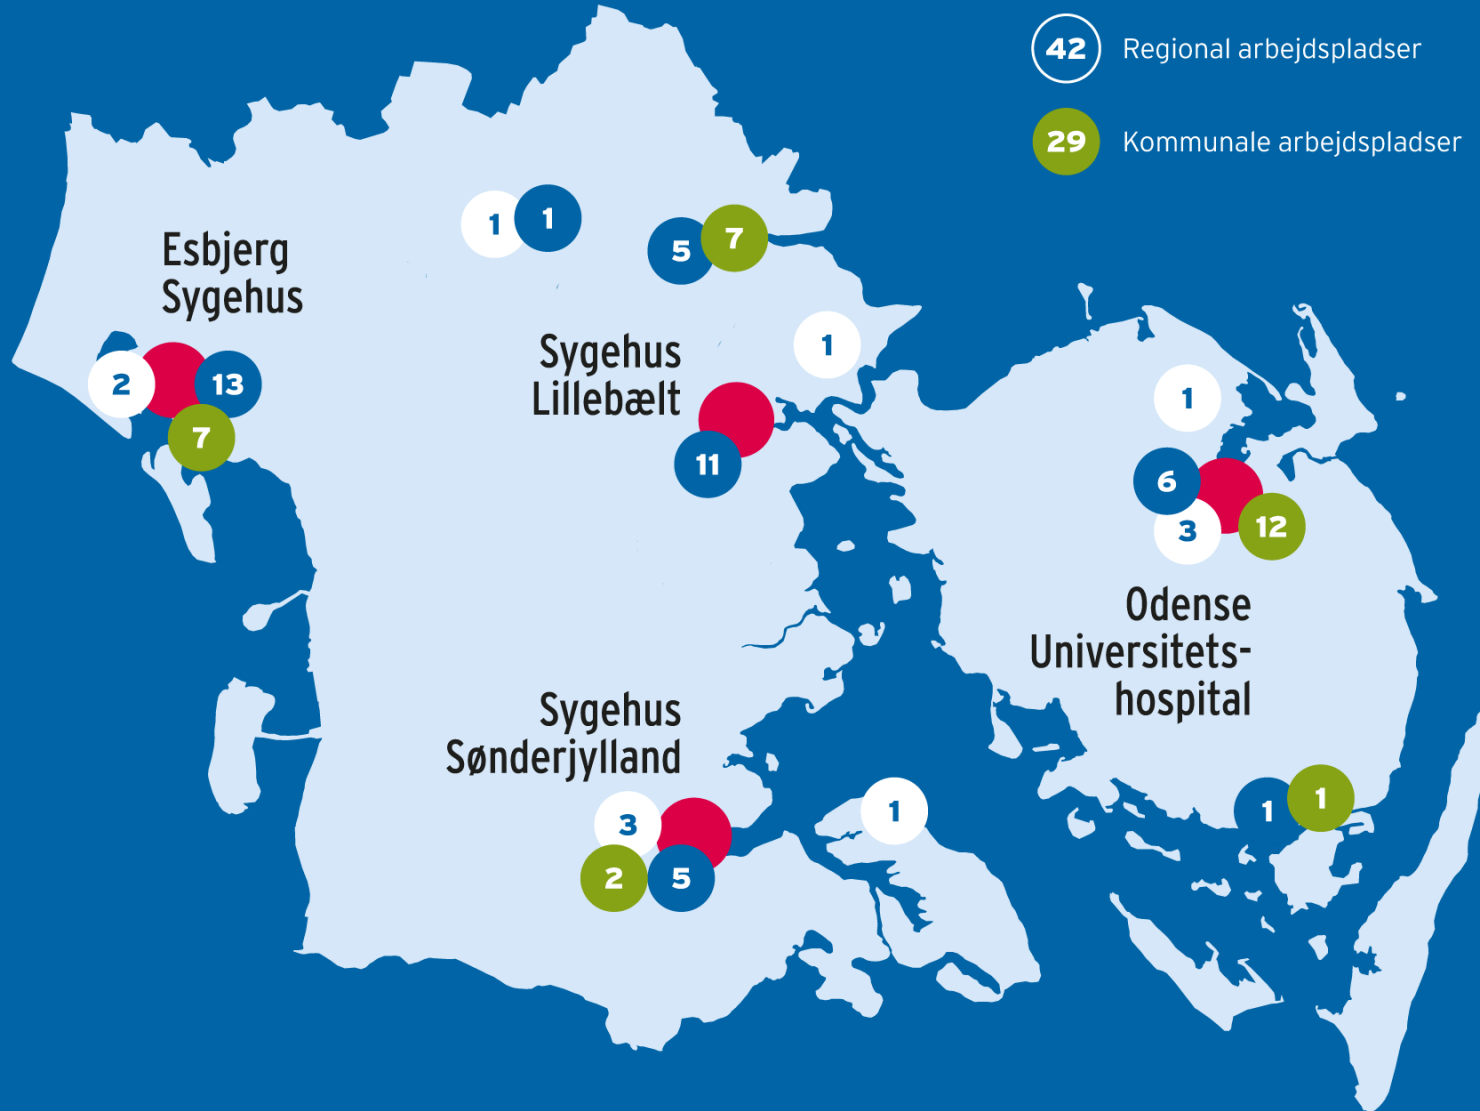 42 Regional arbejdspladser
29 Kommunale arbejdspladser
1 1
5 7
Esbjerg
Sygehus
2 13
7
Sygehus
Lillebælt
1
11
1
6
3 12
Odense
Universitets-
hospital
Sygehus
Sønderjylland
3
2 5
1
1 1